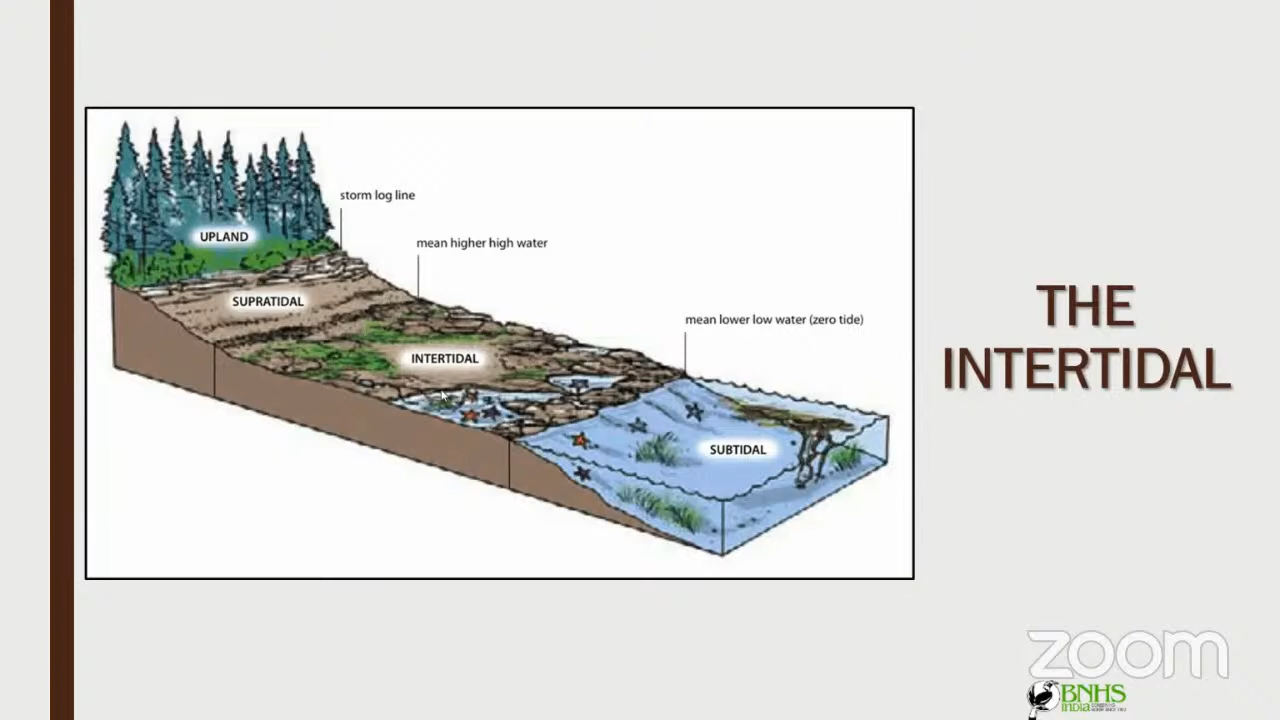 storm log line
UPLAND
mean higher high water
SUPRATIDAL
mean lower low water (zero tide)
INTERTIDAL
SUBTIDAL
THE
INTERTIDAL
zoom
BNHS
INDIA